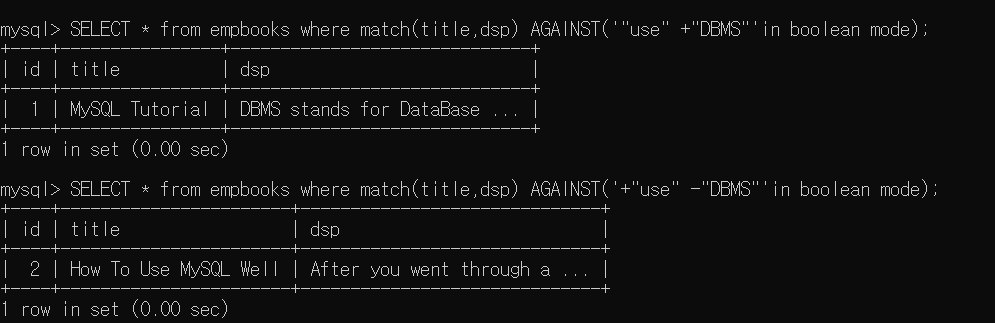 mysql> SELECT * from empbooks where match(title,dsp) AGAINST('"use" +"DBMS"'in boolean mode);
+----+----------------+------------------------------+
| id | title          | dsp                          |
+----+----------------+------------------------------+
|  1 | MySQL Tutorial | DBMS stands for DataBase ... |
+----+----------------+------------------------------+
1 row in set (0.00 sec)
mysql> SELECT * from empbooks where match(title,dsp) AGAINST('+"use" -"DBMS"'in boolean mode);
+----+-----------------------+------------------------------+
| id | title                 | dsp                          |
+----+-----------------------+------------------------------+
|  2 | How To Use MySQL Well | After you went through a ... |
+----+-----------------------+------------------------------+
1 row in set (0.00 sec)